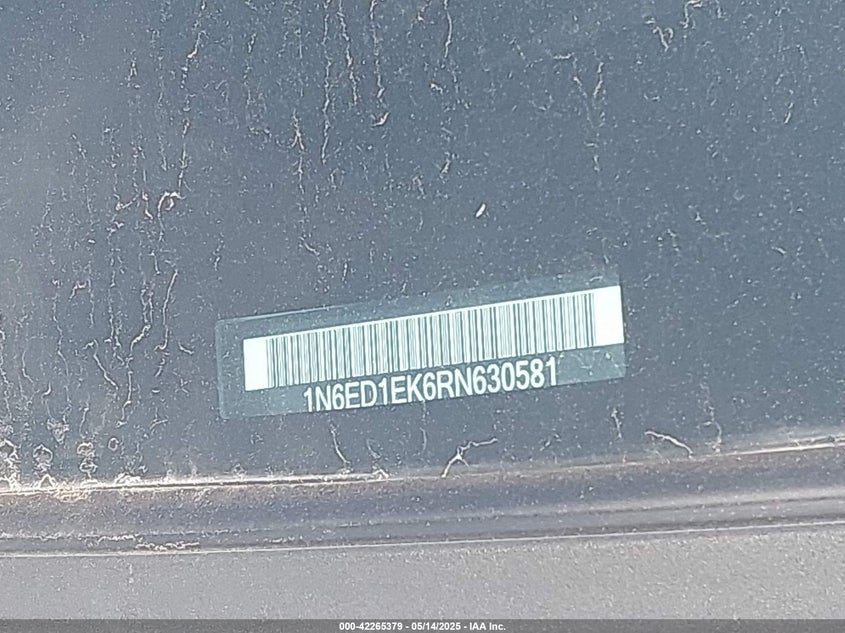 1N6ED1EK6RN630581
000-42265379 - 05/14/2025 - IAA Inc.